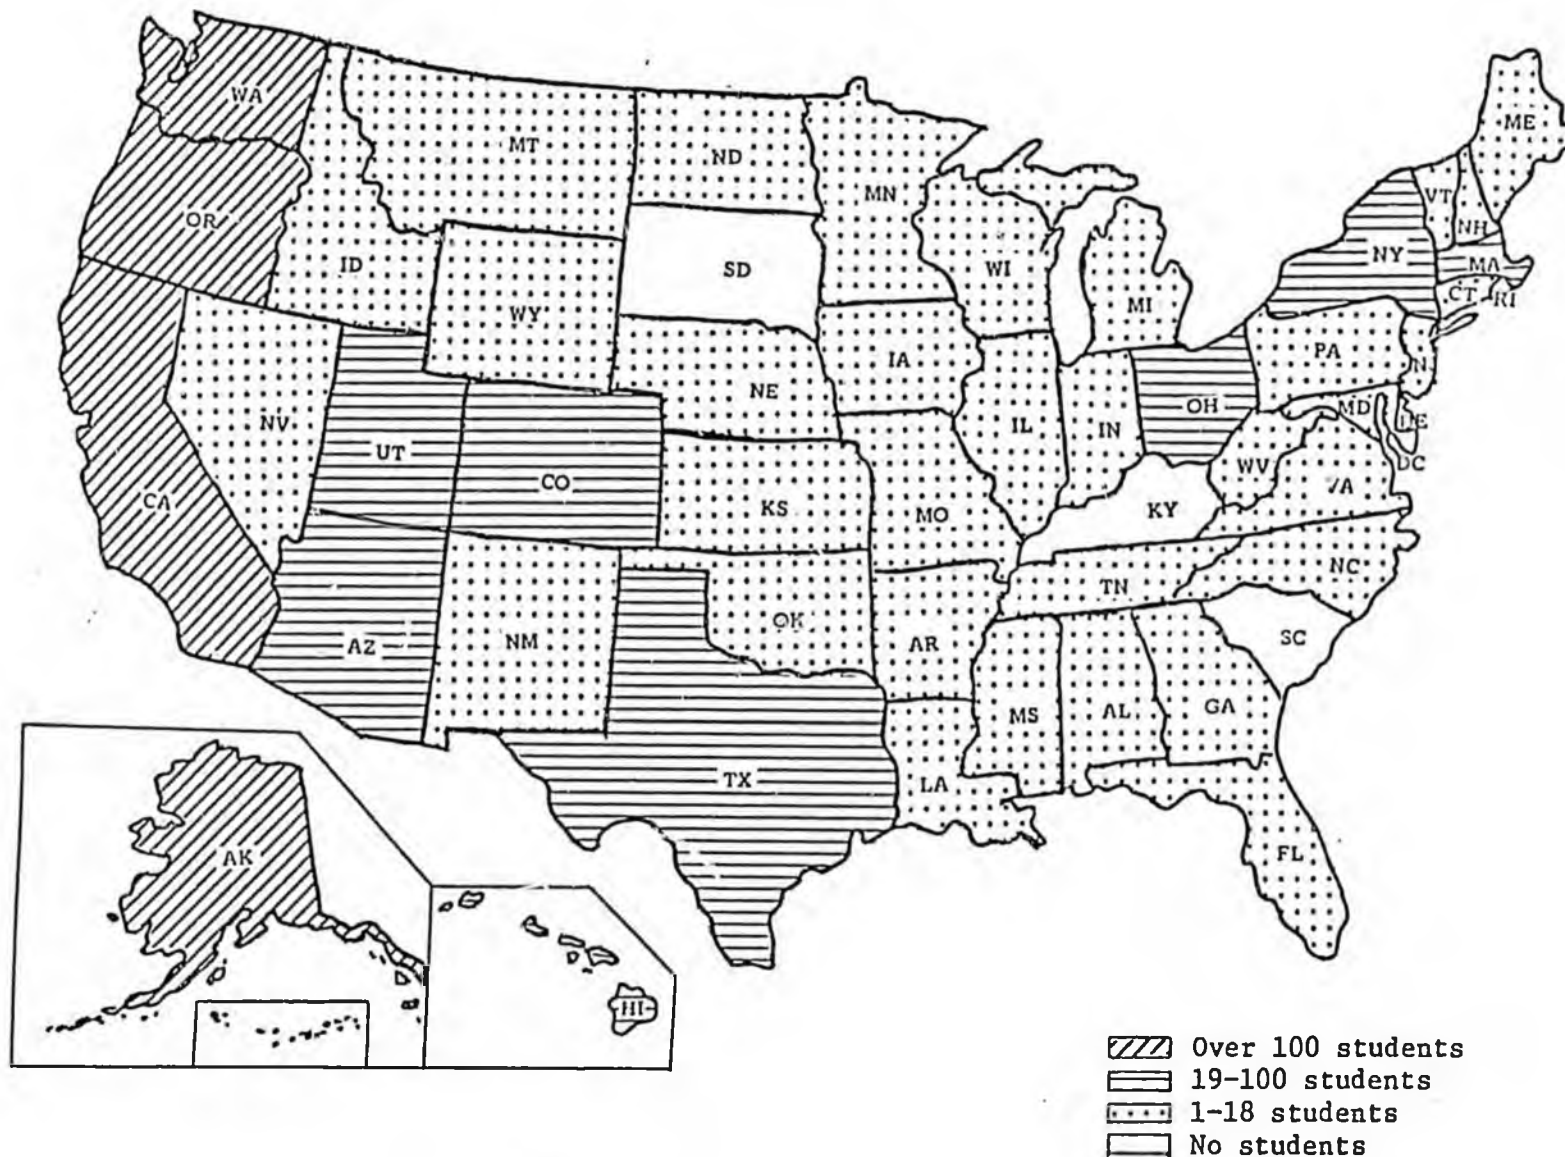 WA
MT
ND
MN
ME
VT
NH
OR
ID
SD
WI
NY
MA
MI
CT
RI
WY
IA
PA
NE
NV
IL
IN
OH
MD
DE
UT
CO
WV
DC
CA
KS
MO
KY
VA
TN
NC
AZ
NM
OK
AR
SC
MS
AL
GA
TX
LA
AK
FL
HI
Over 100 students
19-100 students
1-18 students
No students